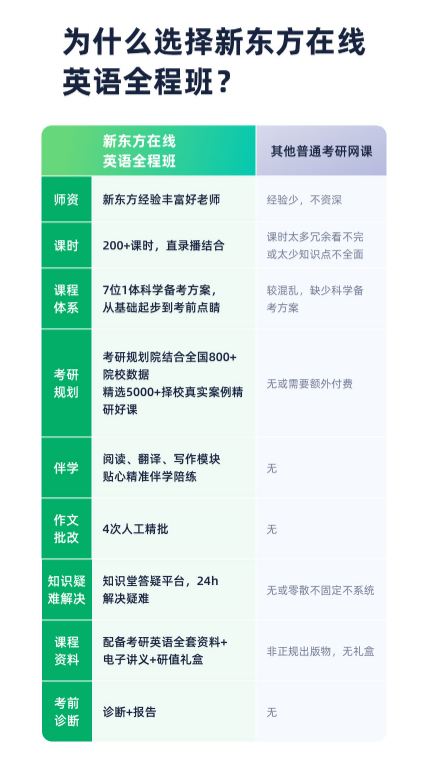 为什么选择新东方在线
英语全程班？
新东方在线
英语全程班
其他普通考研网课
师资
新东方经验丰富好老师
经验少，不资深
课时
200+课时，直录播结合
课时太多冗余看不完
或太少知识点不全面
课程
体系
7位1体科学备考方案，
从基础起步到考前点睛
较混乱，缺少科学备
考方案
考研
规划
考研规划院结合全国800+
院校数据
精选5000+择校真实案例精
研好课
无或需要额外付费
伴学
阅读、翻译、写作模块
贴心精准伴学陪练
无
作文
批改
4次人工精批
无
知识疑
难解决
知识堂答疑平台，24h
解决疑难
无或零散不固定不系统
课程
资料
配备考研英语全套资料+
电子讲义+研值礼盒
非正规出版物，无礼盒
考前
诊断
诊断+报告
无